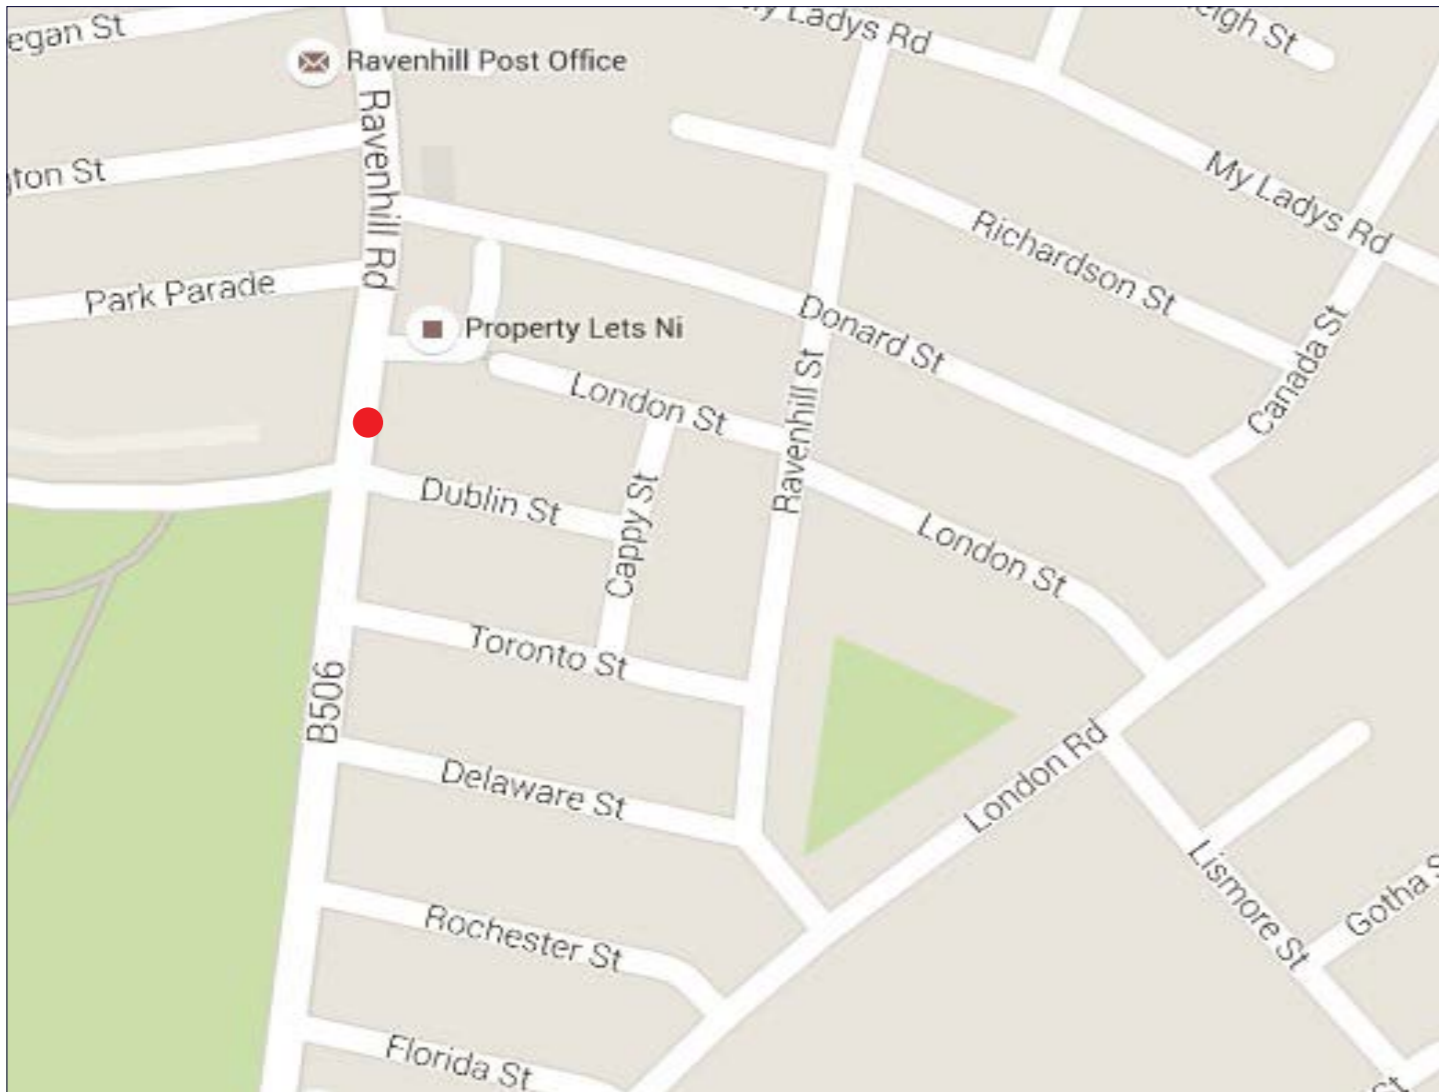 egan St
Ravenhill Post Office
Ladys Rd
eigh St
Ravenhill Rd
gton St
My Ladys Rd
Richardson St
Park Parade
Property Lets Ni
Donard St
Canada St
London St
Ravenhill St
Dublin St
Cappy St
London St
Toronto St
B506
Delaware St
London Rd
Lismore St
Gotha S
Rochester St
Florida St
St